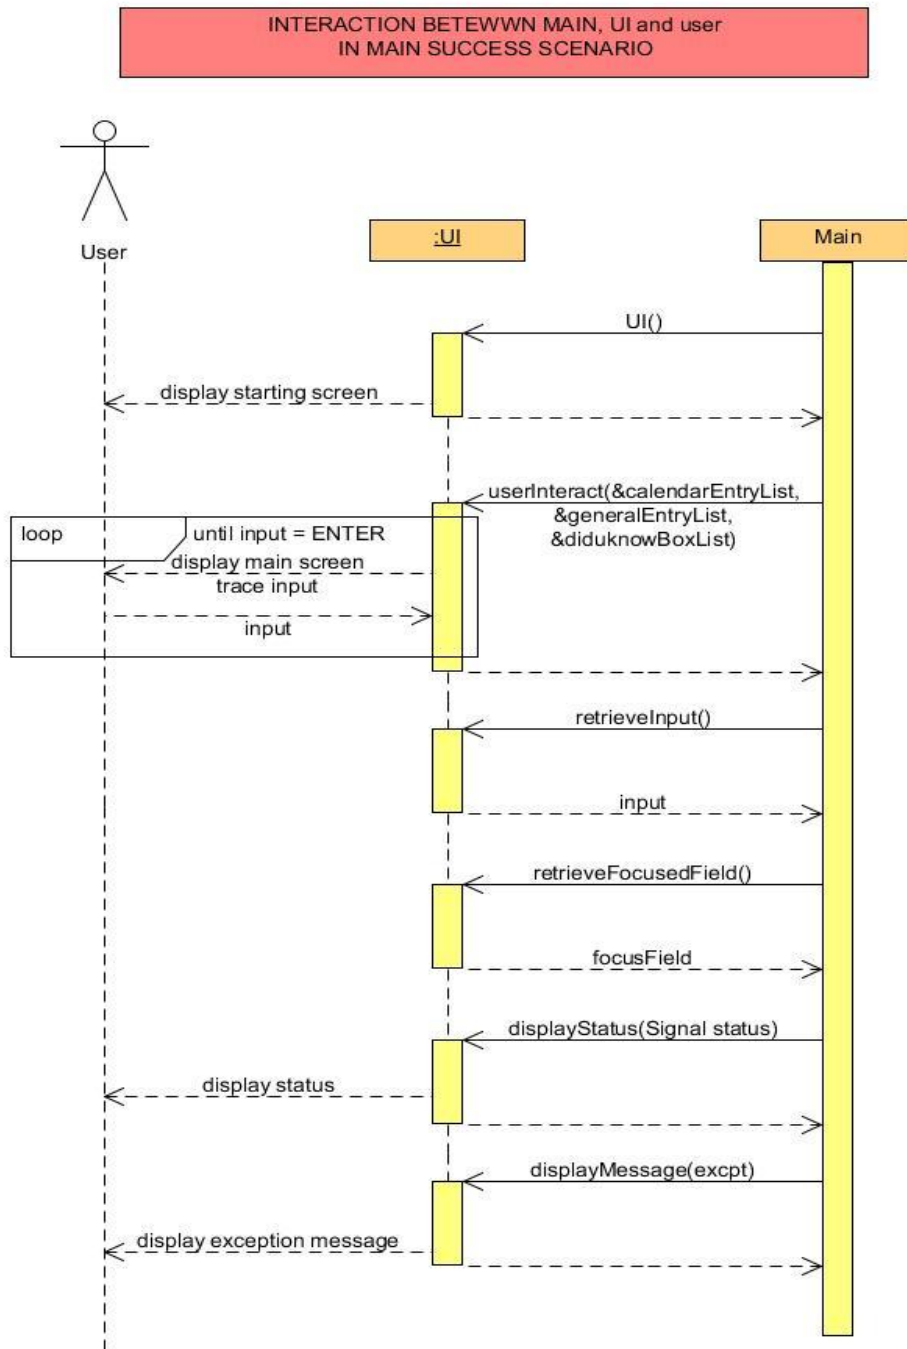 INTERACTION BETEWWN MAIN, UI and user
IN MAIN SUCCESS SCENARIO
User
:UI
Main
UI()
display starting screen
userInteract(&calendarEntryList,
&generalEntryList,
&diduknowBoxList)
loop
until input = ENTER
display main screen
trace input
input
retrieveInput()
input
retrieveFocusedField()
focusField
displayStatus(Signal status)
display status
displayMessage(excpt)
display exception message